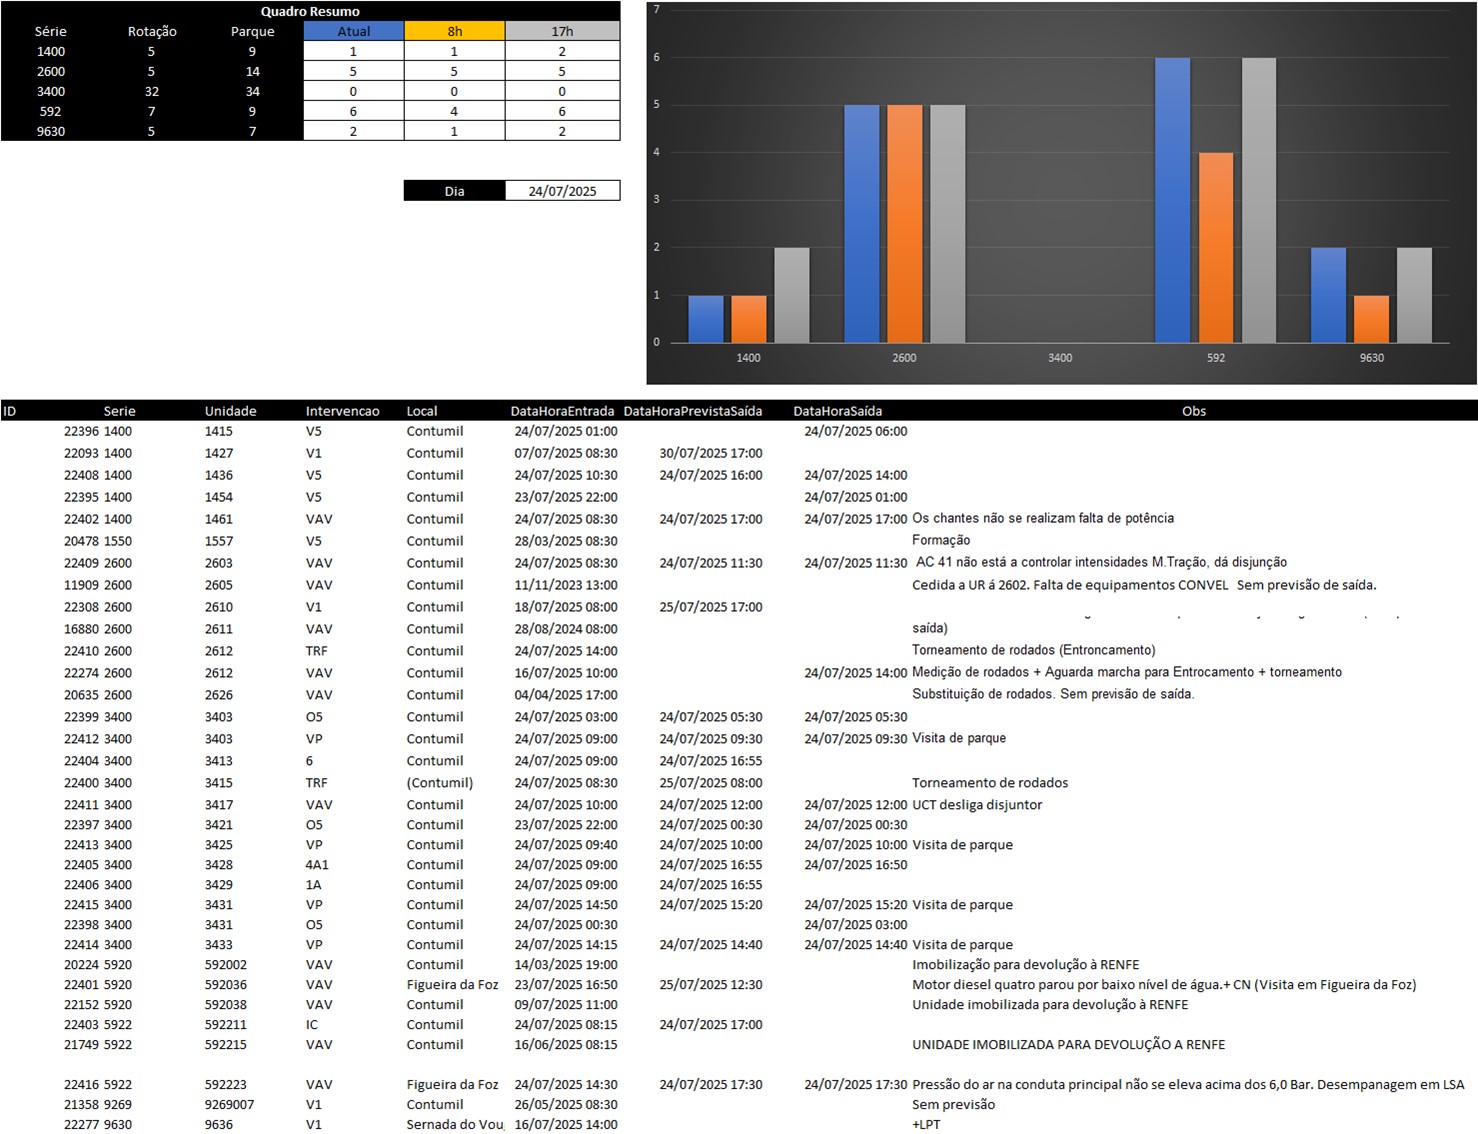 Quadro Resumo
Série Rotação Parque Atual 8h 17h
1400 5 9 1 1 2
2600 5 14 5 5 5
3400 32 34 0 0 0
592 7 9 6 4 6
9630 5 7 2 1 2
Dia 24/07/2025
7
6
5
4
3
2
1
0
1400 2600 3400 592 9630
ID Serie Unidade Intervencao Local DataHoraEntrada DataHoraPrevistaSaída DataHoraSaída Obs
22396 1400 1415 V5 Contumil 24/07/2025 01:00 24/07/2025 06:00
22093 1400 1427 V1 Contumil 07/07/2025 08:30 30/07/2025 17:00
22408 1400 1436 V5 Contumil 24/07/2025 10:30 24/07/2025 16:00 24/07/2025 14:00
22395 1400 1454 V5 Contumil 23/07/2025 22:00 24/07/2025 01:00
22402 1400 1461 VAV Contumil 24/07/2025 08:30 24/07/2025 17:00 24/07/2025 17:00 Os chantes não se realizam falta de potência
20478 1550 1557 V5 Contumil 28/03/2025 08:30 Formação
22409 2600 2603 VAV Contumil 24/07/2025 08:30 24/07/2025 11:30 24/07/2025 11:30 AC 41 não está a controlar intensidades M.Tração, dá disjunção
11909 2600 2605 VAV Contumil 11/11/2023 13:00 Cedida a UR á 2602. Falta de equipamentos CONVEL Sem previsão de saída.
22308 2600 2610 V1 Contumil 18/07/2025 08:00 25/07/2025 17:00
16880 2600 2611 VAV Contumil 28/08/2024 08:00 saída)
22410 2600 2612 TRF Contumil 24/07/2025 14:00 Torneamento de rodados (Entroncamento)
22274 2600 2612 VAV Contumil 16/07/2025 10:00 24/07/2025 14:00 Medição de rodados + Aguarda marcha para Entrocamento + torneamento
20635 2600 2626 VAV Contumil 04/04/2025 17:00 Substituição de rodados. Sem previsão de saída.
22399 3400 3403 O5 Contumil 24/07/2025 03:00 24/07/2025 05:30 24/07/2025 05:30
22412 3400 3403 VP Contumil 24/07/2025 09:00 24/07/2025 09:30 24/07/2025 09:30 Visita de parque
22404 3400 3413 6 Contumil 24/07/2025 09:00 24/07/2025 16:55
22400 3400 3415 TRF (Contumil) 24/07/2025 08:30 25/07/2025 08:00 Torneamento de rodados
22411 3400 3417 VAV Contumil 24/07/2025 10:00 24/07/2025 12:00 24/07/2025 12:00 UCT desliga disjuntor
22397 3400 3421 O5 Contumil 23/07/2025 22:00 24/07/2025 00:30 24/07/2025 00:30
22413 3400 3425 VP Contumil 24/07/2025 09:40 24/07/2025 10:00 24/07/2025 10:00 Visita de parque
22405 3400 3428 4A1 Contumil 24/07/2025 09:00 24/07/2025 16:55 24/07/2025 16:50
22406 3400 3429 1A Contumil 24/07/2025 09:00 24/07/2025 16:55
22415 3400 3431 VP Contumil 24/07/2025 14:50 24/07/2025 15:20 24/07/2025 15:20 Visita de parque
22398 3400 3431 O5 Contumil 24/07/2025 00:30 24/07/2025 03:00
22414 3400 3433 VP Contumil 24/07/2025 14:15 24/07/2025 14:40 24/07/2025 14:40 Visita de parque
20224 5920 592002 VAV Contumil 14/03/2025 19:00 Imobilização para devolução à RENFE
22401 5920 592036 VAV Figueira da Foz 23/07/2025 16:50 25/07/2025 12:30 Motor diesel quatro parou por baixo nível de água.+ CN (Visita em Figueira da Foz)
22152 5920 592038 VAV Contumil 09/07/2025 11:00 Unidade imobilizada para devolução à RENFE
22403 5922 592211 IC Contumil 24/07/2025 08:15 24/07/2025 17:00
21749 5922 592215 VAV Contumil 16/06/2025 08:15 UNIDADE IMOBILIZADA PARA DEVOLUÇÃO A RENFE
22416 5922 592223 VAV Figueira da Foz 24/07/2025 14:30 24/07/2025 17:30 24/07/2025 17:30 Pressão do ar na conduta principal não se eleva acima dos 6,0 Bar. Desempanagem em LSA
21358 9269 9269007 V1 Contumil 26/05/2025 08:30 Sem previsão
22277 9630 9636 V1 Sernada do Vou 16/07/2025 14:00 +LPT